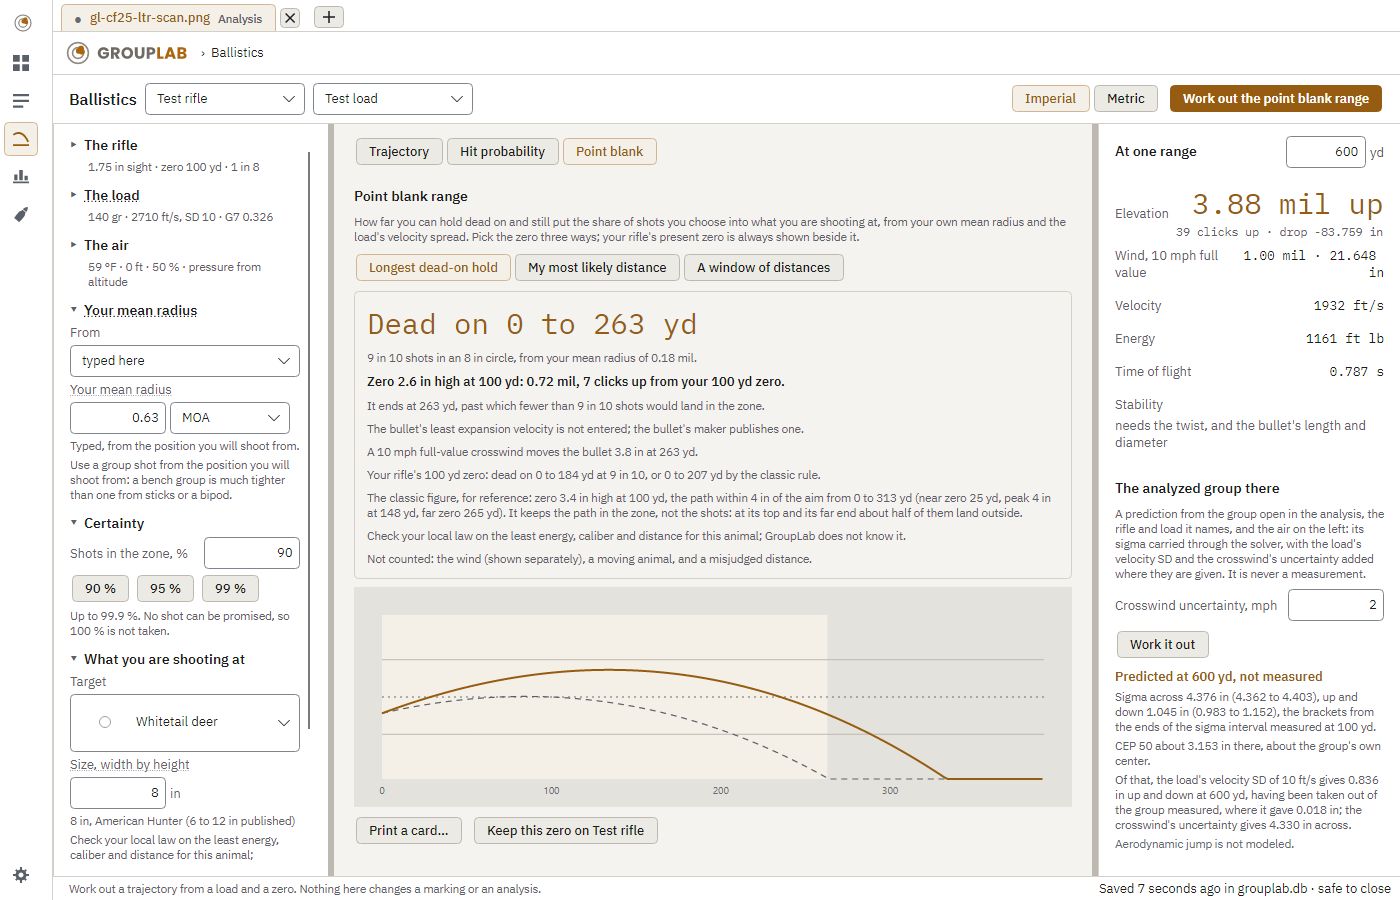 gl-cf25-ltr-scan.png Analysis
GROUPLAB › Ballistics
Ballistics
Test rifle
Test load
Imperial
Metric
Work out the point blank range
The rifle
1.75 in sight · zero 100 yd · 1 in 8
The load
140 gr · 2710 ft/s, SD 10 · G7 0.326
The air
59 °F · 0 ft · 50 % · pressure from
altitude
Your mean radius
From
typed here
Your mean radius
0.63
MOA
Typed, from the position you will shoot from.
Use a group shot from the position you will
shoot from: a bench group is much tighter
than one from sticks or a bipod.
Certainty
Shots in the zone, %
90
90 %
95 %
99 %
Up to 99.9 %. No shot can be promised, so
100 % is not taken.
What you are shooting at
Target
Whitetail deer
Size, width by height
8 in
8 in, American Hunter (6 to 12 in published)
Check your local law on the least energy,
caliber and distance for this animal;
Trajectory
Hit probability
Point blank
Point blank range
How far you can hold dead on and still put the share of shots you choose into what you are shooting at, from your own mean radius and the
load's velocity spread. Pick the zero three ways; your rifle's present zero is always shown beside it.
Longest dead-on hold
My most likely distance
A window of distances
Dead on 0 to 263 yd
9 in 10 shots in an 8 in circle, from your mean radius of 0.18 mil.
Zero 2.6 in high at 100 yd: 0.72 mil, 7 clicks up from your 100 yd zero.
It ends at 263 yd, past which fewer than 9 in 10 shots would land in the zone.
The bullet's least expansion velocity is not entered; the bullet's maker publishes one.
A 10 mph full-value crosswind moves the bullet 3.8 in at 263 yd.
Your rifle's 100 yd zero: dead on 0 to 184 yd at 9 in 10, or 0 to 207 yd by the classic rule.
The classic figure, for reference: zero 3.4 in high at 100 yd, the path within 4 in of the aim from 0 to 313 yd (near zero 25 yd, peak 4 in
at 148 yd, far zero 265 yd). It keeps the path in the zone, not the shots: at its top and its far end about half of them land outside.
Check your local law on the least energy, caliber and distance for this animal; GroupLab does not know it.
Not counted: the wind (shown separately), a moving animal, and a misjudged distance.
0 100 200 300
Print a card...
Keep this zero on Test rifle
At one range
600 yd
Elevation 3.88 mil up
39 clicks up · drop -83.759 in
Wind, 10 mph full 1.00 mil · 21.648
value in
Velocity 1932 ft/s
Energy 1161 ft lb
Time of flight 0.787 s
Stability
needs the twist, and the bullet's length and
diameter
The analyzed group there
A prediction from the group open in the analysis, the
rifle and load it names, and the air on the left: its
sigma carried through the solver, with the load's
velocity SD and the crosswind's uncertainty added
where they are given. It is never a measurement.
Crosswind uncertainty, mph 2
Work it out
Predicted at 600 yd, not measured
Sigma across 4.376 in (4.362 to 4.403), up and
down 1.045 in (0.983 to 1.152), the brackets from
the ends of the sigma interval measured at 100 yd.
CEP 50 about 3.153 in there, about the group's own
center.
Of that, the load's velocity SD of 10 ft/s gives 0.836
in up and down at 600 yd, having been taken out of
the group measured, where it gave 0.018 in; the
crosswind's uncertainty gives 4.330 in across.
Aerodynamic jump is not modeled.
Work out a trajectory from a load and a zero. Nothing here changes a marking or an analysis.
Saved 7 seconds ago in grouplab.db · safe to close